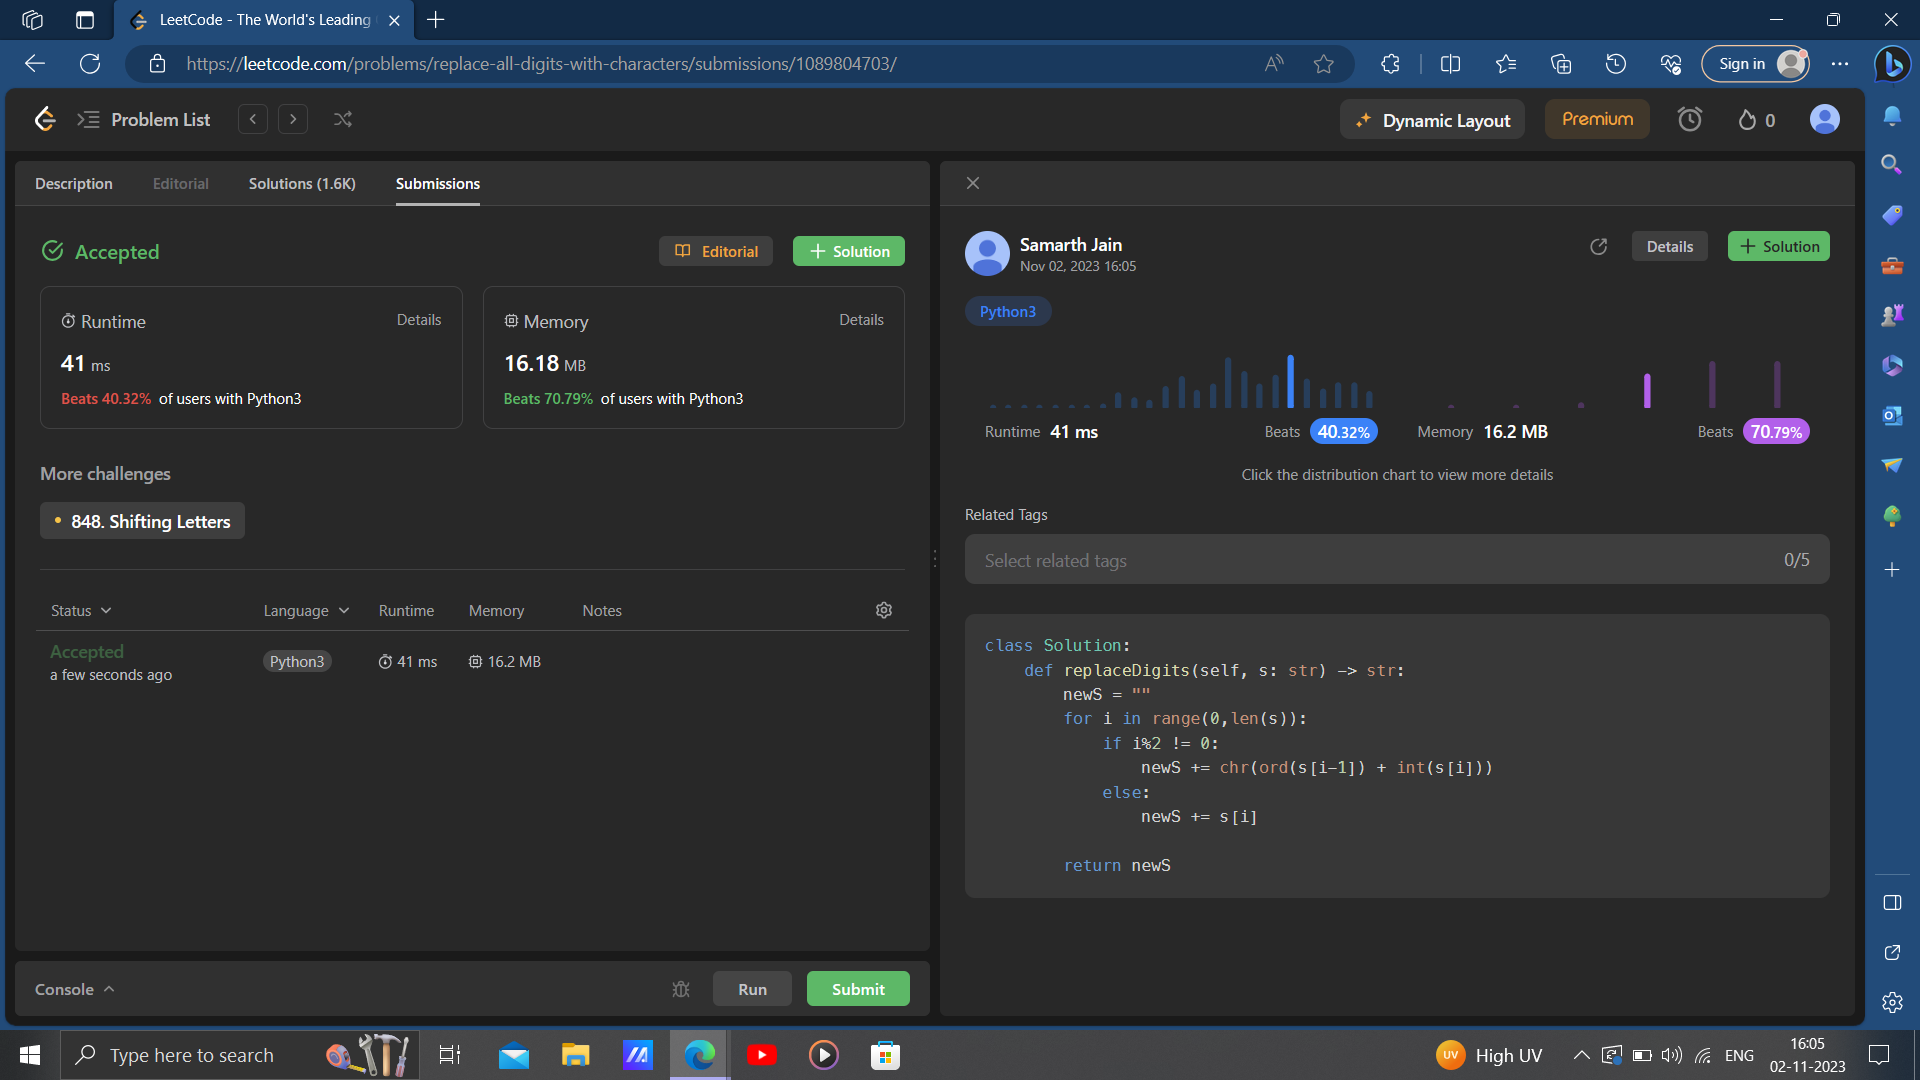 LeetCode - The World's Leading
https://leetcode.com/problems/replace-all-digits-with-characters/submissions/1089804703/
Sign in
Problem List
Dynamic Layout
Premium
0
Description
Editorial
Solutions (1.6K)
Submissions
Accepted
Editorial
+ Solution
Runtime
Details
41 ms
Beats 40.32% of users with Python3
Memory
Details
16.18 MB
Beats 70.79% of users with Python3
More challenges
• 848. Shifting Letters
Status
Language
Runtime
Memory
Notes
Accepted
a few seconds ago
Python3
41 ms
16.2 MB
Console
Run
Submit
Samarth Jain
Nov 02, 2023 16:05
Details
+ Solution
Python3
Runtime 41 ms
Beats 40.32%
Memory 16.2 MB
Beats 70.79%
Click the distribution chart to view more details
Related Tags
Select related tags
0/5
class Solution:
    def replaceDigits(self, s: str) -> str:
        newS = ""
        for i in range(0,len(s)):
            if i%2 != 0:
                newS += chr(ord(s[i-1]) + int(s[i]))
            else:
                newS += s[i]
        return newS
Type here to search
UV
High UV
ENG
16:05
02-11-2023